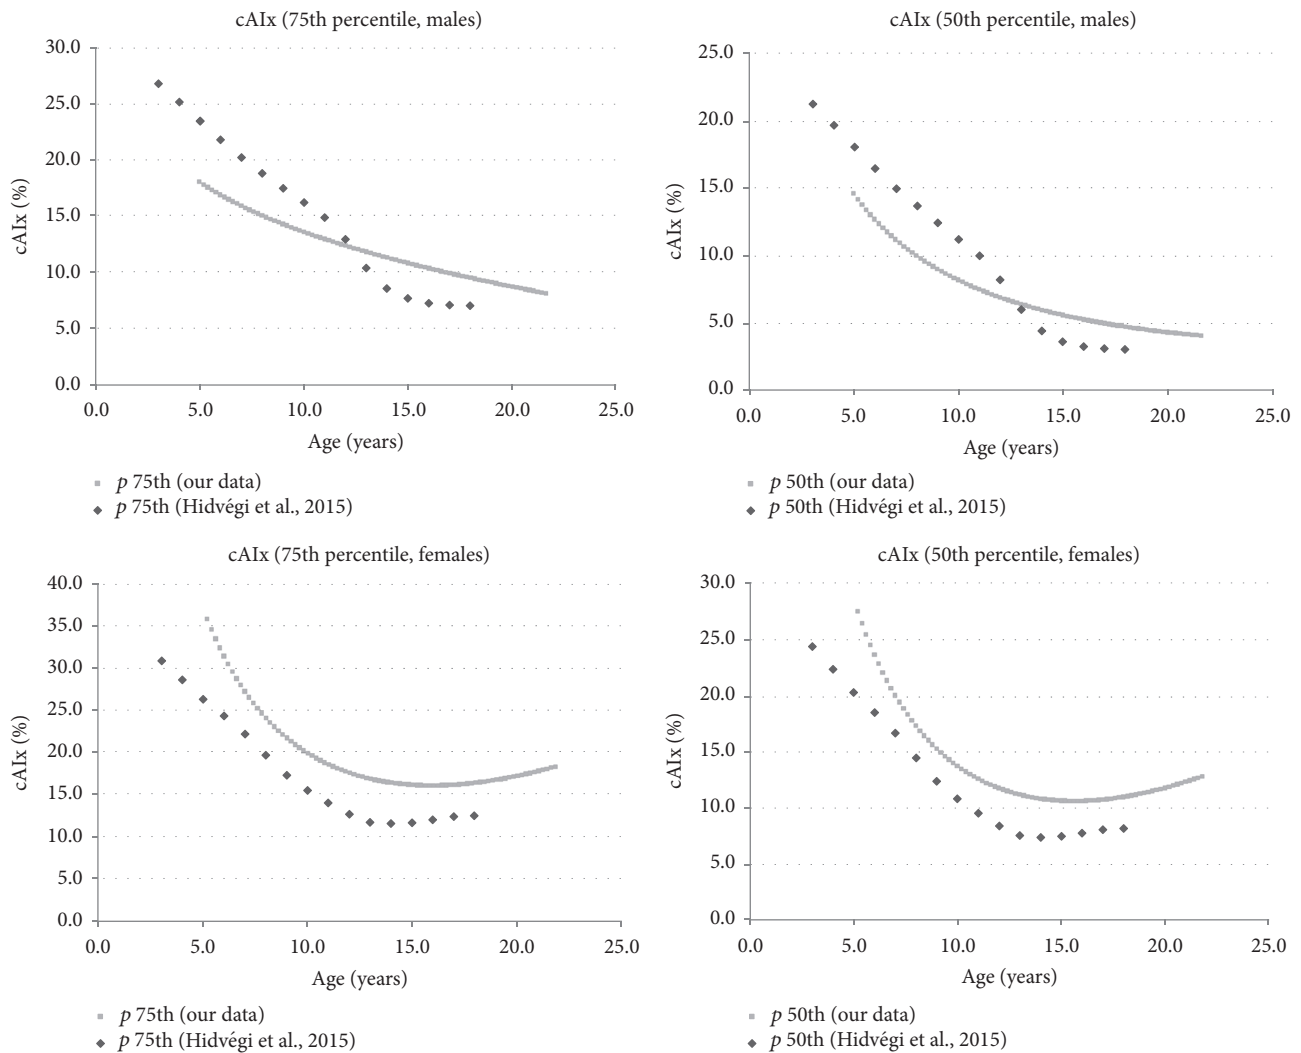 cAIx (75th percentile, males)
30.0
25.0
20.0
15.0
10.0
5.0
0.0
cAIx (%)
0.0 5.0 10.0 15.0 20.0 25.0
Age (years)
p 75th (our data)
p 75th (Hidvégi et al., 2015)
cAIx (50th percentile, males)
25.0
20.0
15.0
10.0
5.0
0.0
cAIx (%)
0.0 5.0 10.0 15.0 20.0 25.0
Age (years)
p 50th (our data)
p 50th (Hidvégi et al., 2015)
cAIx (75th percentile, females)
40.0
35.0
30.0
25.0
20.0
15.0
10.0
5.0
0.0
cAIx (%)
0.0 5.0 10.0 15.0 20.0 25.0
Age (years)
p 75th (our data)
p 75th (Hidvégi et al., 2015)
cAIx (50th percentile, females)
30.0
25.0
20.0
15.0
10.0
5.0
0.0
cAIx (%)
0.0 5.0 10.0 15.0 20.0 25.0
Age (years)
p 50th (our data)
p 50th (Hidvégi et al., 2015)